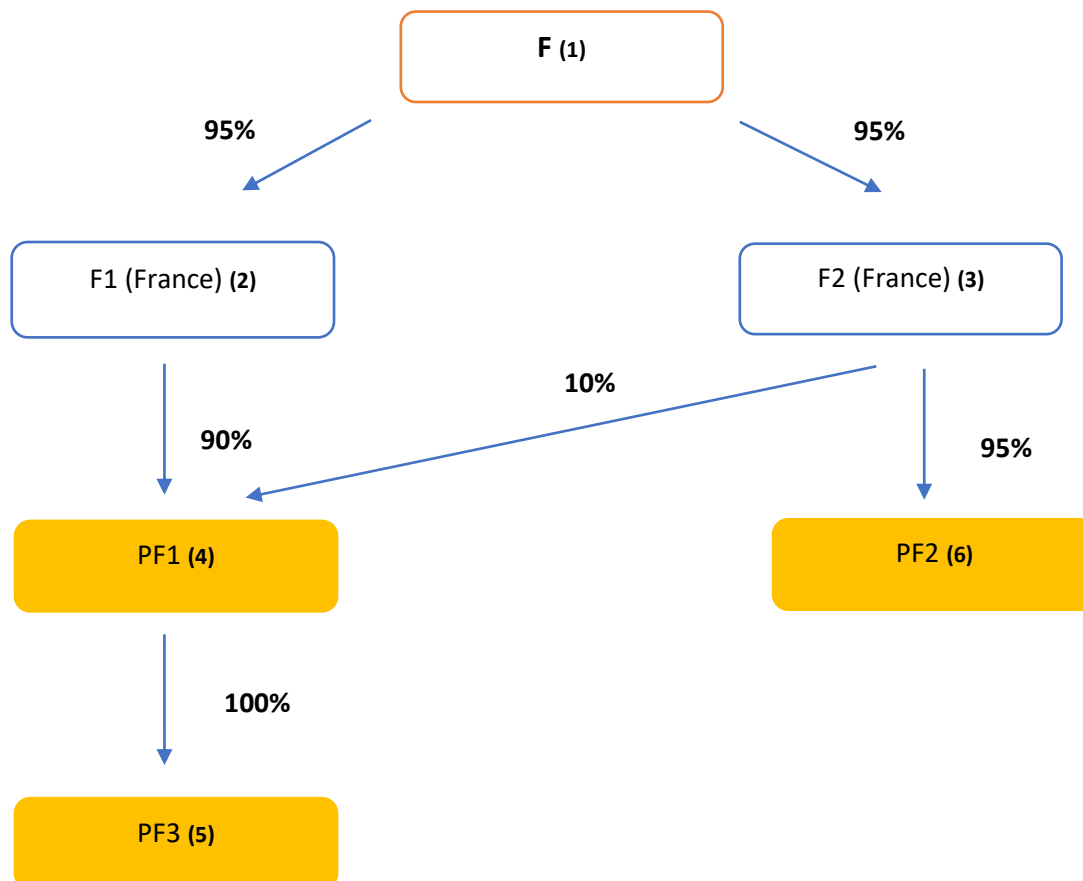 F (1)
95%
95%
F1 (France) (2)
F2 (France) (3)
10%
90%
95%
PF1 (4)
PF2 (6)
100%
PF3 (5)